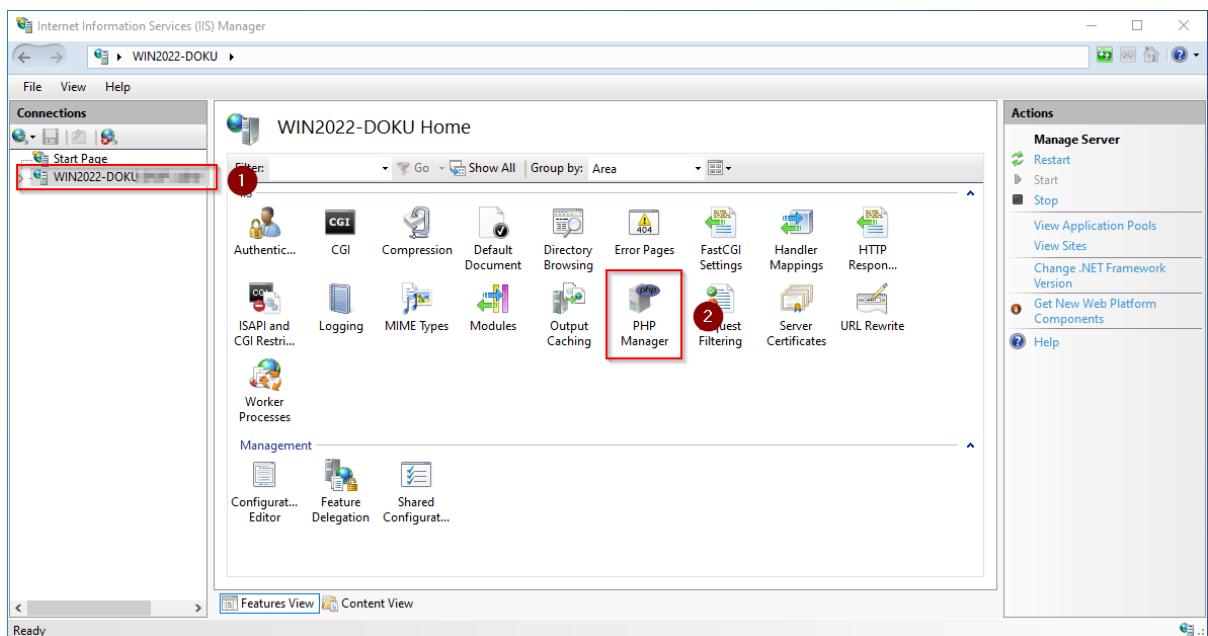 Internet Information Services (IIS) Manager
WIN2022-DOKU
File View Help
Connections
Start Page
WIN2022-DOKU
1
WIN2022-DOKU Home
Filter: Go Show All Group by: Area
IIS
Authentic... CGI Compression Default Directory Error Pages FastCGI Handler HTTP
Document Browsing Settings Mappings Respon...
ISAPI and Logging MIME Types Modules Output PHP 2 Server URL Rewrite
CGI Restri... Caching Manager Filtering Certificates
Worker
Processes
Management
Configurat... Feature Shared
Editor Delegation Configurat...
Features View Content View
Actions
Manage Server
Restart
Start
Stop
View Application Pools
View Sites
Change .NET Framework
Version
Get New Web Platform
Components
Help
Ready